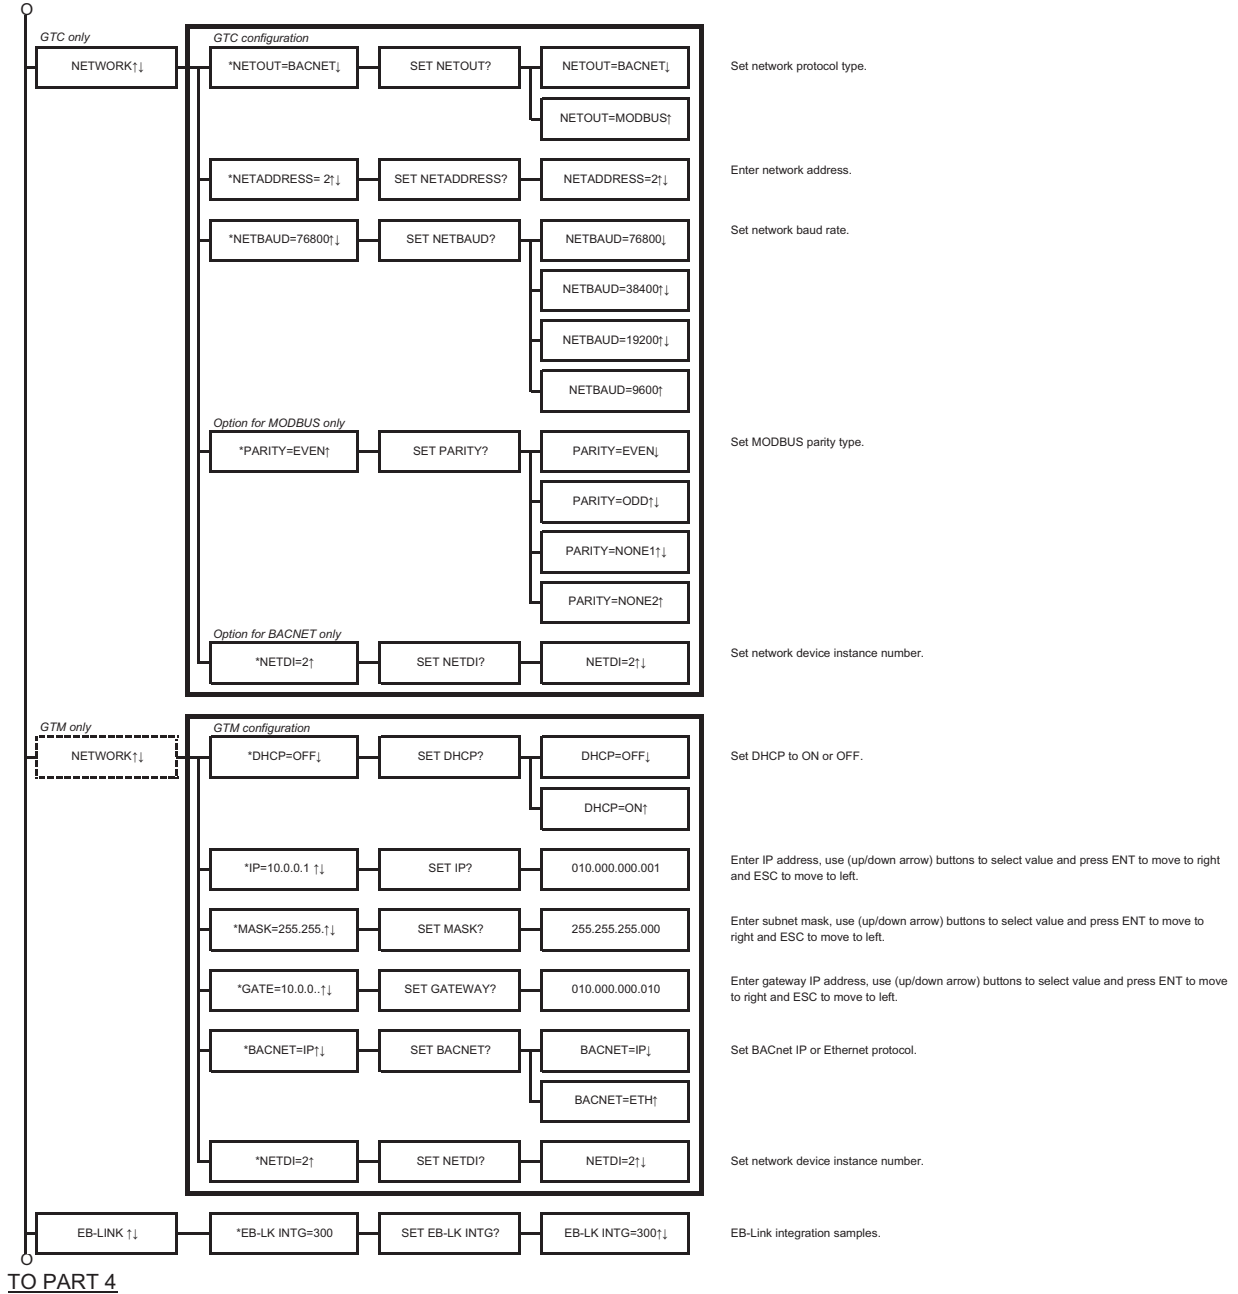 GTC only
GTC configuration
NETWORK↑↓
*NETOUT=BACNET↓
SET NETOUT?
NETOUT=BACNET↓
Set network protocol type.
NETOUT=MODBUS↑
*NETADDRESS= 2↑↓
SET NETADDRESS?
NETADDRESS=2↑↓
Enter network address.
*NETBAUD=76800↑↓
SET NETBAUD?
NETBAUD=76800↓
Set network baud rate.
NETBAUD=38400↑↓
NETBAUD=19200↑↓
NETBAUD=9600↑
Option for MODBUS only
*PARITY=EVEN↑
SET PARITY?
PARITY=EVEN↓
Set MODBUS parity type.
PARITY=ODD↑↓
PARITY=NONE1↑↓
PARITY=NONE2↑
Option for BACNET only
*NETDI=2↑
SET NETDI?
NETDI=2↑↓
Set network device instance number.
GTM only
GTM configuration
NETWORK↑↓
*DHCP=OFF↓
SET DHCP?
DHCP=OFF↓
Set DHCP to ON or OFF.
DHCP=ON↑
*IP=10.0.0.1 ↑↓
SET IP?
010.000.000.001
Enter IP address, use (up/down arrow) buttons to select value and press ENT to move to right
and ESC to move to left.
*MASK=255.255.↑↓
SET MASK?
255.255.255.000
Enter subnet mask, use (up/down arrow) buttons to select value and press ENT to move to
right and ESC to move to left.
*GATE=10.0.0..↑↓
SET GATEWAY?
010.000.000.010
Enter gateway IP address, use (up/down arrow) buttons to select value and press ENT to move
to right and ESC to move to left.
*BACNET=IP↑↓
SET BACNET?
BACNET=IP↓
Set BACnet IP or Ethernet protocol.
BACNET=ETH↑
*NETDI=2↑
SET NETDI?
NETDI=2↑↓
Set network device instance number.
EB-LINK ↑↓
*EB-LK INTG=300
SET EB-LK INTG?
EB-LK INTG=300↑↓
EB-Link integration samples.
TO PART 4